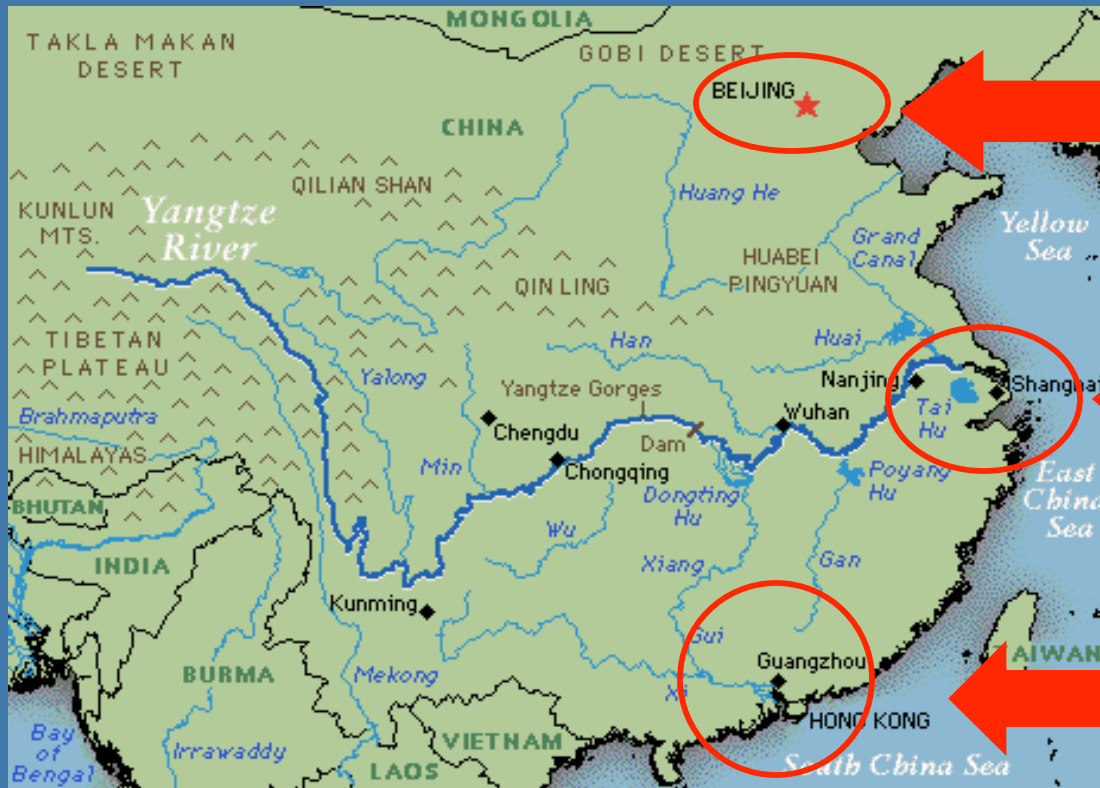 MONGOLIA
TAKLA MAKAN
DESERT
GOBI DESERT
BEIJING
CHINA
QILIAN SHAN
Huang He
KUNLUN
MTS.
Yangtze
River
Yellow
Sea
Grand
Canal
HUABEI
PINGYUAN
QIN LING
TIBETAN
PLATEAU
Han
Huai
Yalong
Yangtze Gorges
Nanjing
Shanghai
Tai
Hu
Wuhan
Brahmaputra
Chengdu
Dam
HIMALAYAS
Min
Chongqing
Poyang
Hu
East
China
Sea
Dongting
Hu
BHUTAN
Wu
INDIA
Xiang
Gan
Kunming
Gui
Guangzhou
TAIWAN
BURMA
Mekong
Xi
HONG KONG
Bay
of
Bengal
Irrawaddy
VIETNAM
LAOS
South China Sea